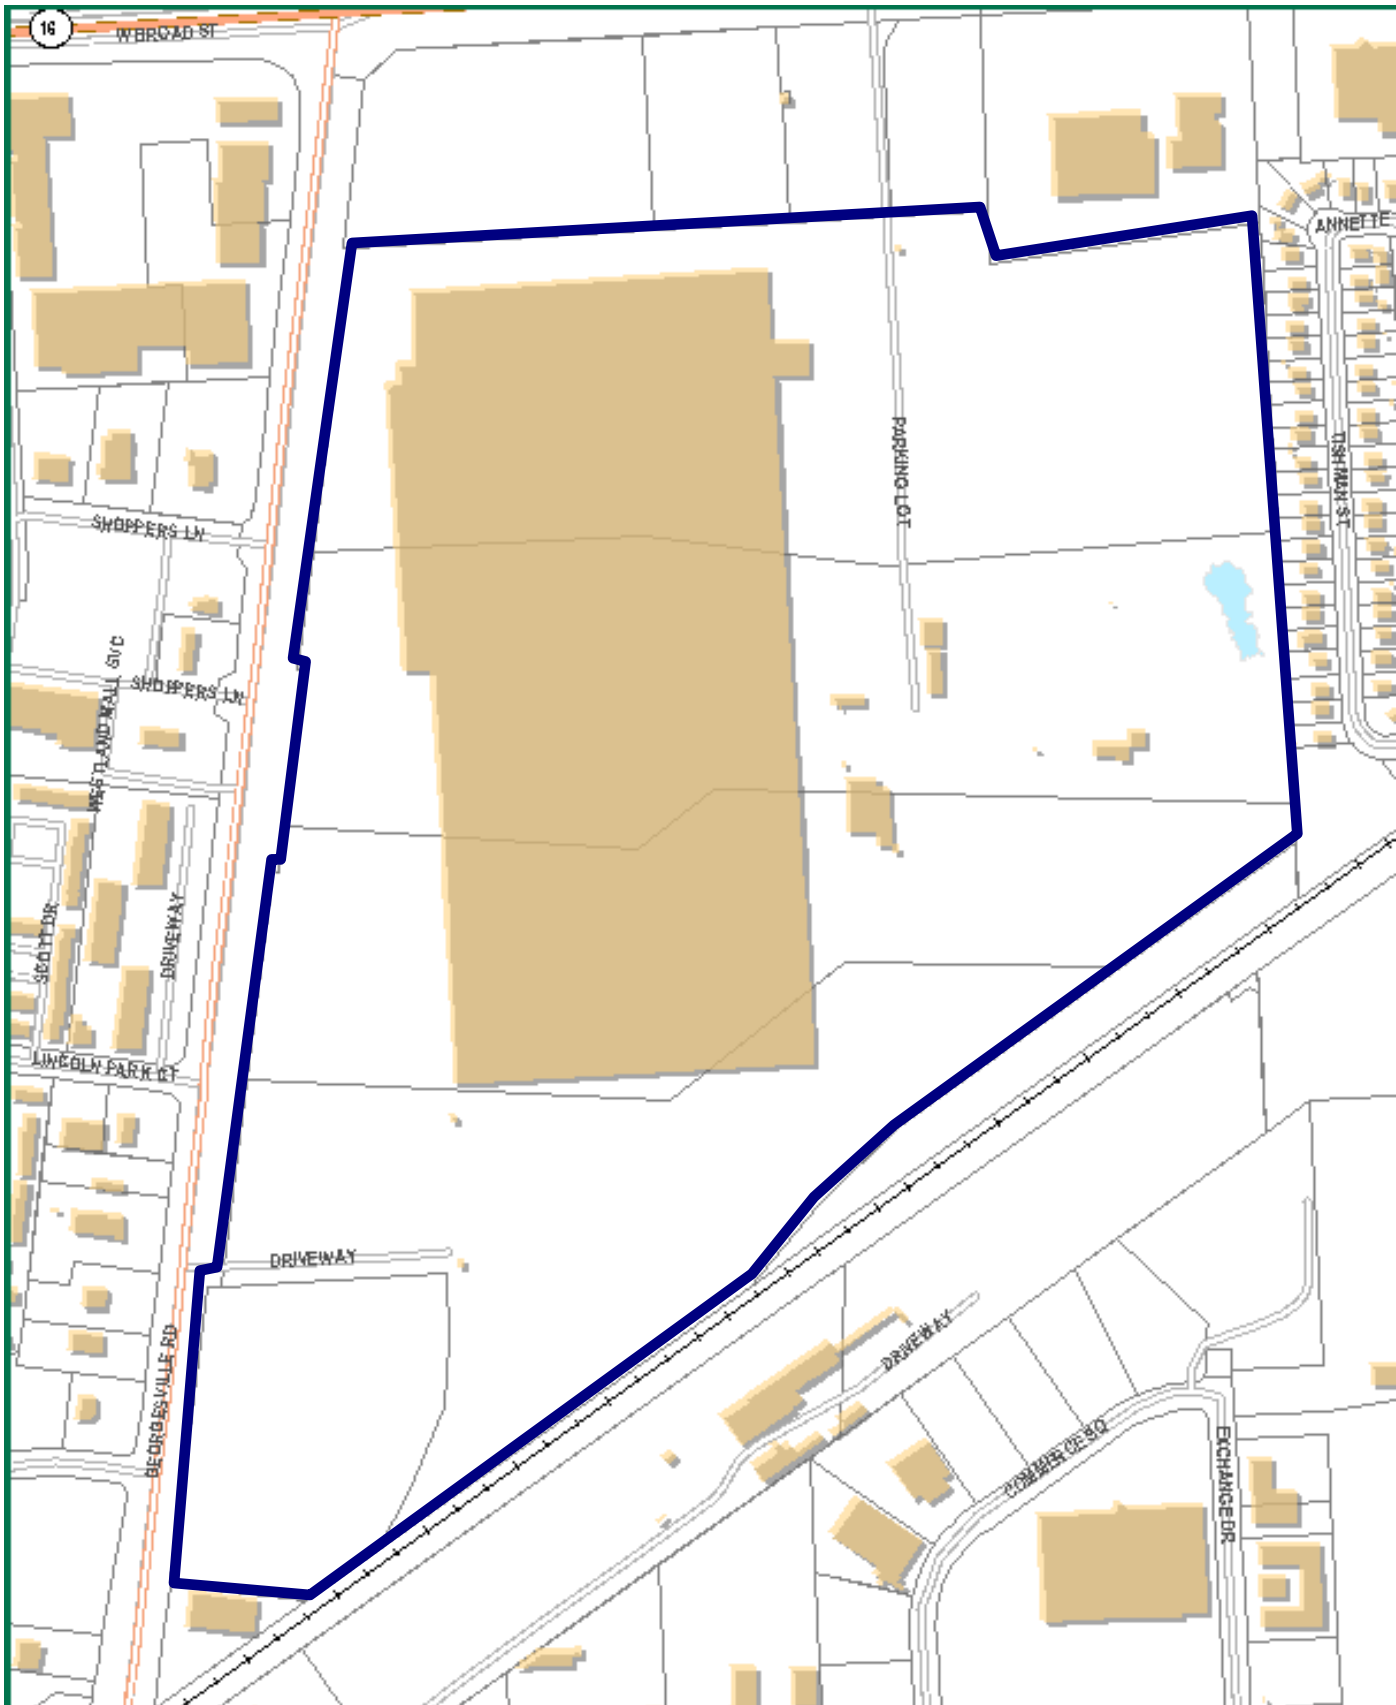 16
W BROAD ST
ANNETTE
PARKING LOT
TISHMAN ST
SHOPPERS LN
WESTLAND MALL SVC
SHOPPERS LN
SCOTT DR
DRIVEWAY
LINCOLN PARK CT
DRIVEWAY
GEORGESVILLE RD
DRIVEWAY
COMMERCE SQ
EXCHANGE DR